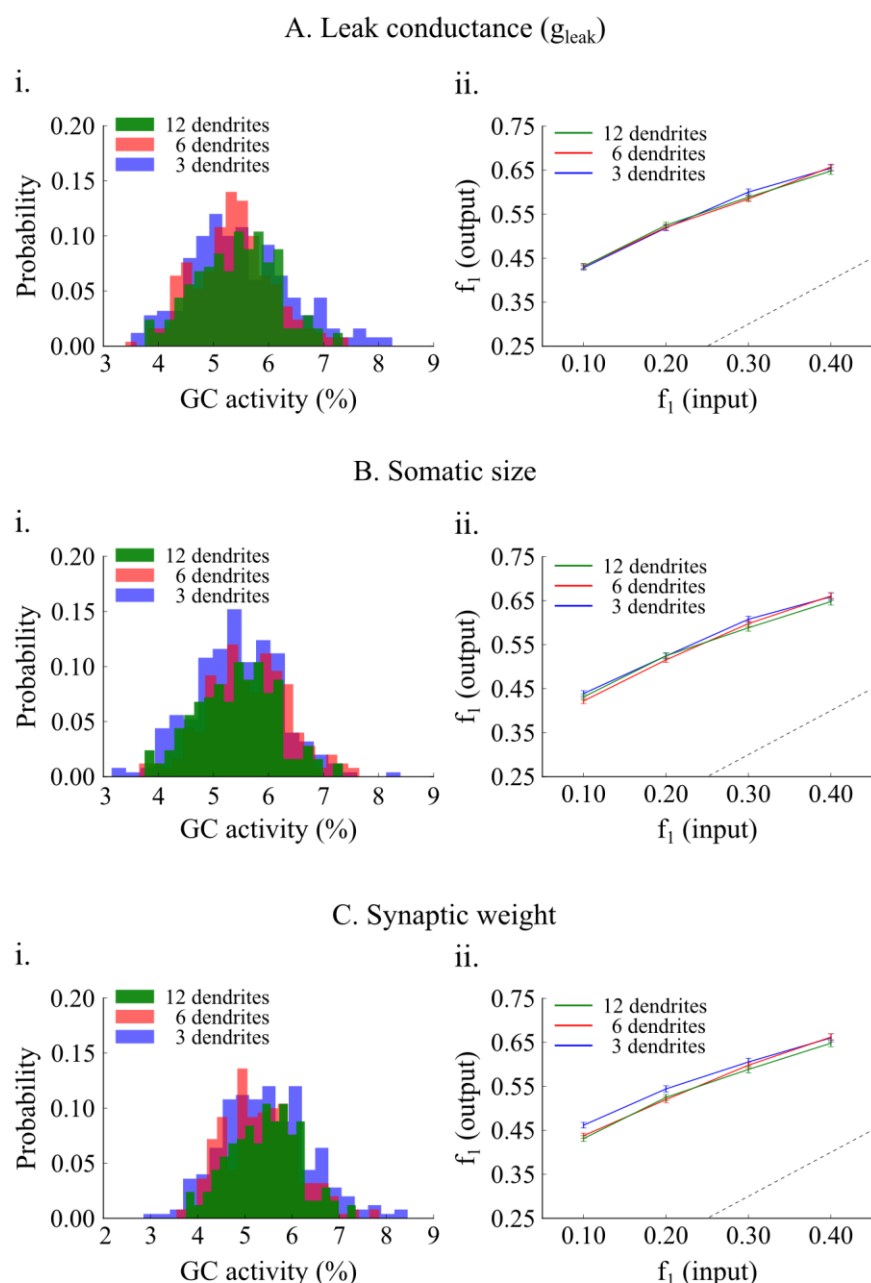 A. Leak conductance (g_leak)
i.
12 dendrites
6 dendrites
3 dendrites
0.20
0.15
0.10
0.05
0.00
Probability
3 4 5 6 7 8 9
GC activity (%)
ii.
12 dendrites
6 dendrites
3 dendrites
0.75
0.65
0.55
0.45
0.35
0.25
f₁ (output)
0.10 0.20 0.30 0.40
f₁ (input)
B. Somatic size
i.
12 dendrites
6 dendrites
3 dendrites
0.20
0.15
0.10
0.05
0.00
Probability
3 4 5 6 7 8 9
GC activity (%)
ii.
12 dendrites
6 dendrites
3 dendrites
0.75
0.65
0.55
0.45
0.35
0.25
f₁ (output)
0.10 0.20 0.30 0.40
f₁ (input)
C. Synaptic weight
i.
12 dendrites
6 dendrites
3 dendrites
0.20
0.15
0.10
0.05
0.00
Probability
2 3 4 5 6 7 8 9
GC activity (%)
ii.
12 dendrites
6 dendrites
3 dendrites
0.75
0.65
0.55
0.45
0.35
0.25
f₁ (output)
0.10 0.20 0.30 0.40
f₁ (input)